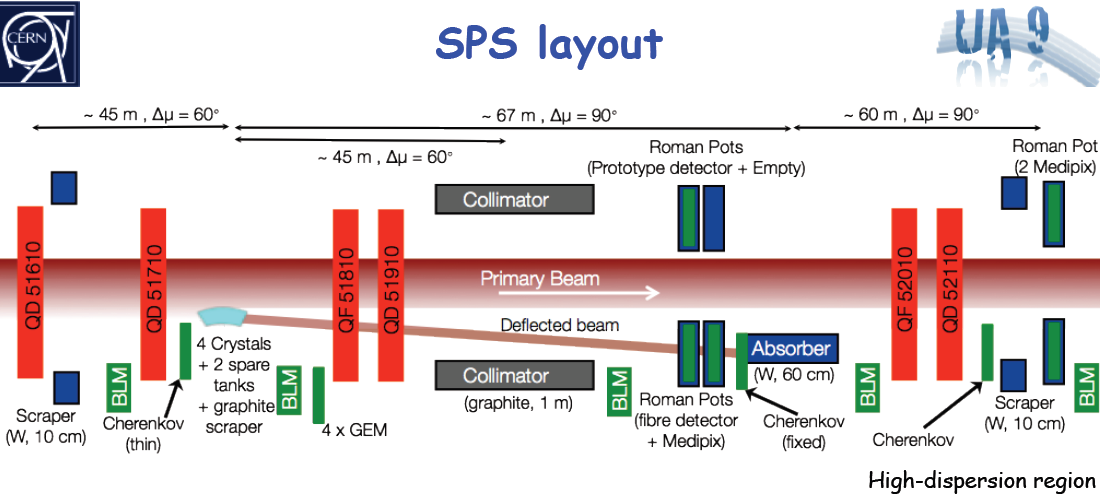 CERN
SPS layout
UA 9
~ 45 m , Δμ = 60°
~ 67 m , Δμ = 90°
~ 60 m , Δμ = 90°
~ 45 m , Δμ = 60°
Roman Pots
(Prototype detector + Empty)
Roman Pot
(2 Medipix)
Collimator
QD 51610
QD 51710
QF 51810
QD 51910
Primary Beam
QF 52010
QD 52110
Deflected beam
4 Crystals
+ 2 spare
tanks
+ graphite
scraper
Absorber
(W, 60 cm)
Collimator
(graphite, 1 m)
BLM
BLM
BLM
BLM
BLM
Scraper
(W, 10 cm)
Cherenkov
(thin)
4 x GEM
Roman Pots
(fibre detector
+ Medipix)
Cherenkov
(fixed)
Cherenkov
Scraper
(W, 10 cm)
High-dispersion region